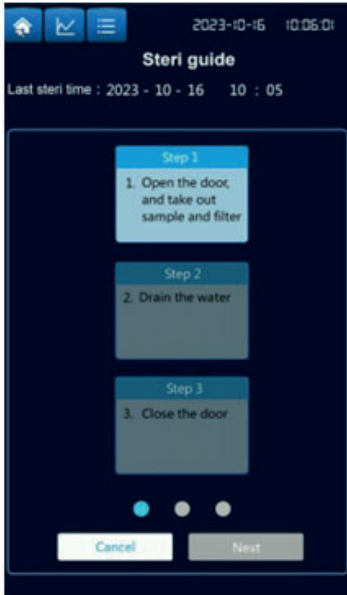 2023-10-16 10:06:01
Steri guide
Last steri time : 2023 - 10 - 16 10 : 05
Step 1
1. Open the door,
and take out
sample and filter
Step 2
2. Drain the water
Step 3
3. Close the door
Cancel
Next